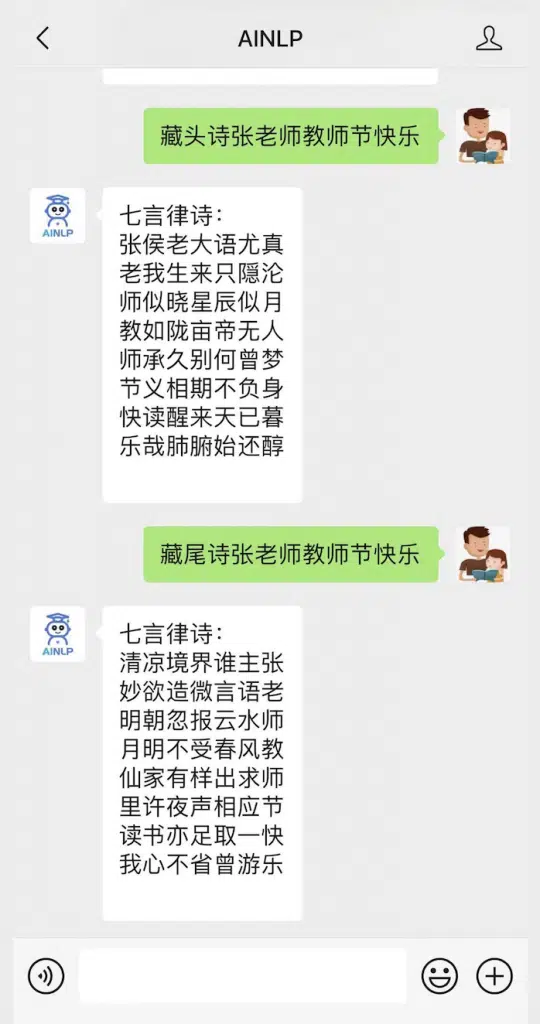 AINLP
藏头诗张老师教师节快乐
AINLP
七言律诗：
张侯老大语尤真
老我生来只隠沦
师似晓星辰似月
教如陇亩帝无人
师承久别何曾梦
节义相期不负身
快读醒来天已暮
乐哉肺腑始还醇
藏尾诗张老师教师节快乐
AINLP
七言律诗：
清凉境界谁主张
妙欲造微言语老
明朝忽报云水师
月明不受春风教
仙家有样出求师
里许夜声相应节
读书亦足取一快
我心不省曾游乐